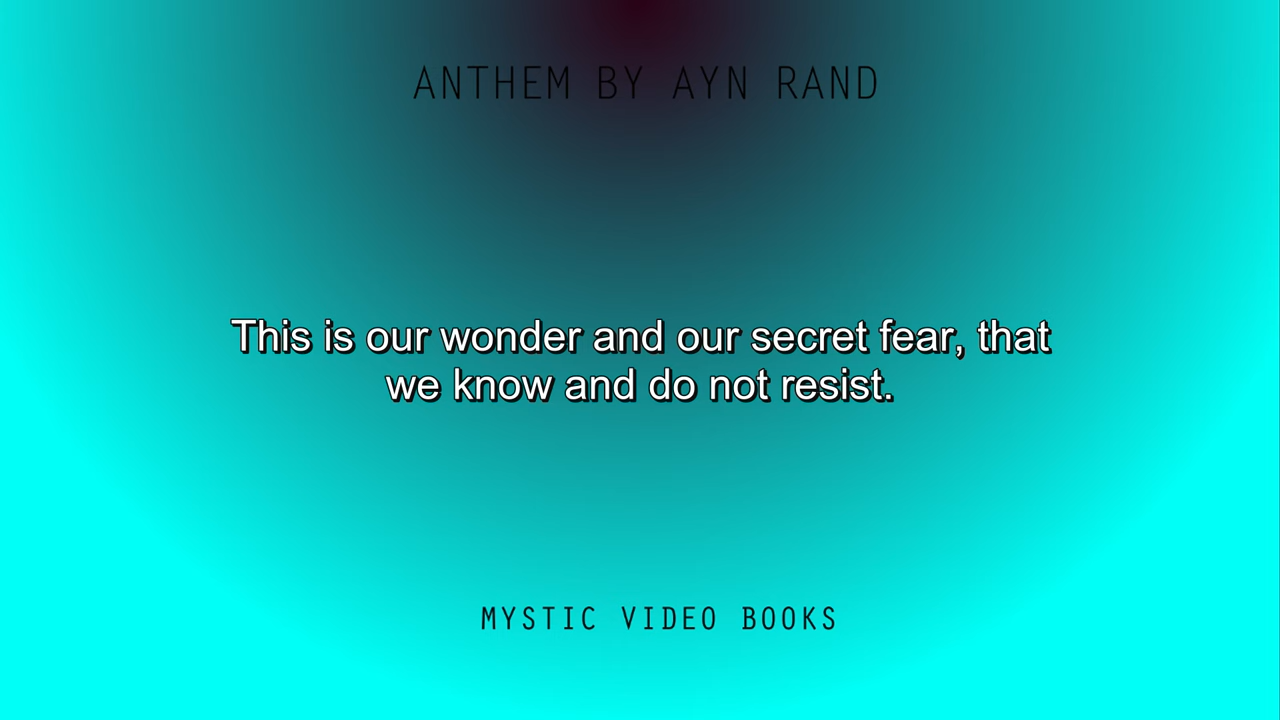 ANTHEM BY AYN RAND
This is our wonder and our secret fear, that
we know and do not resist.
MYSTIC VIDEO BOOKS